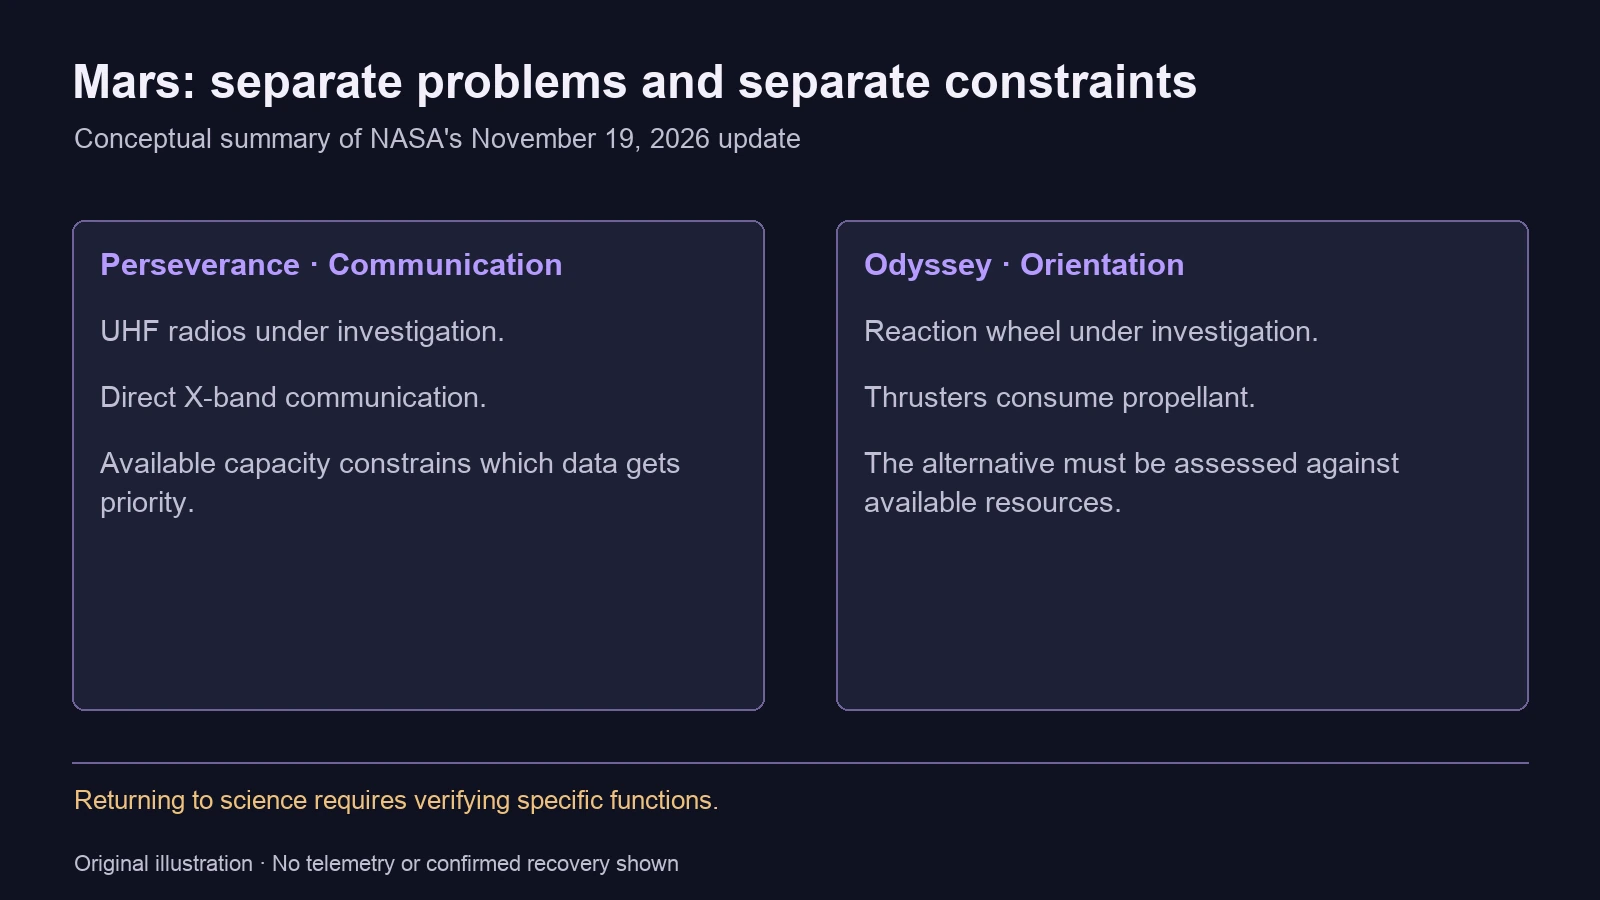 Mars: separate problems and separate constraints
Conceptual summary of NASA's November 19, 2026 update
Perseverance · Communication
UHF radios under investigation.
Direct X-band communication.
Available capacity constrains which data gets
priority.
Odyssey · Orientation
Reaction wheel under investigation.
Thrusters consume propellant.
The alternative must be assessed against
available resources.
Returning to science requires verifying specific functions.
Original illustration · No telemetry or confirmed recovery shown